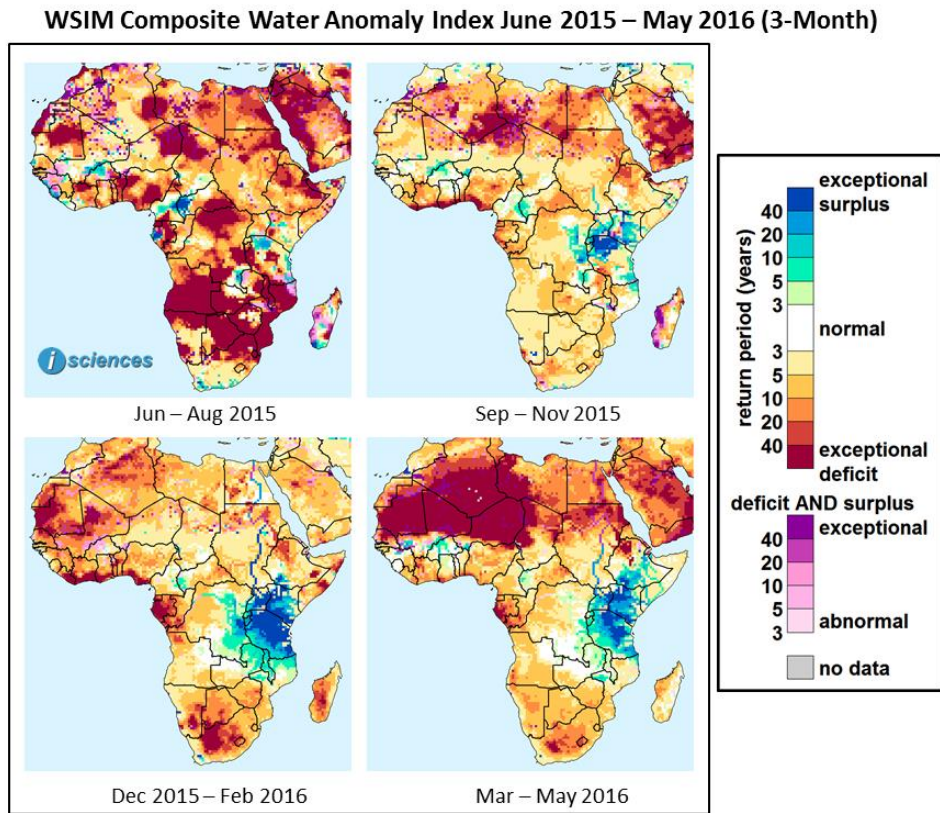 WSIM Composite Water Anomaly Index June 2015 – May 2016 (3-Month)
i sciences
Jun – Aug 2015
Sep – Nov 2015
Dec 2015 – Feb 2016
Mar – May 2016
return period (years)
exceptional
surplus
40
20
10
5
3
normal
3
5
10
20
40
exceptional
deficit
deficit AND surplus
exceptional
40
20
10
5
3
abnormal
no data